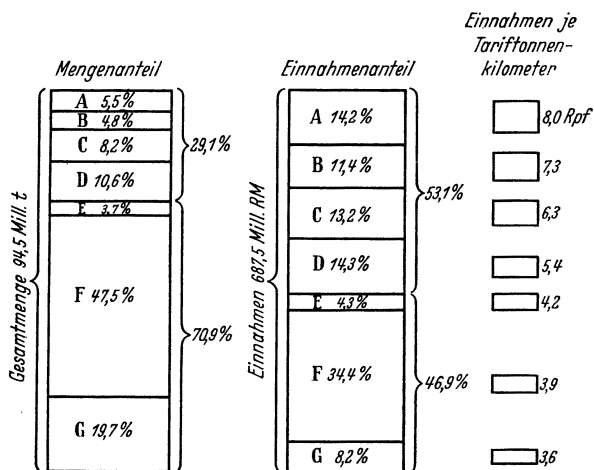 Einnahmen je
Tariftonnen-
kilometer
Mengenanteil
Einnahmenanteil
Gesamtmenge 94,5 Mill. t
A 5,5%
B 4,8%
C 8,2%
D 10,6%
E 3,7%
F 47,5%
G 19,7%
29,1%
70,9%
Einnahmen 687,5 Mill. RM
A 14,2%
B 11,4%
C 13,2%
D 14,3%
E 4,3%
F 34,4%
G 8,2%
53,1%
46,9%
8,0 Rpf
7,3
6,3
5,4
4,2
3,9
3,6